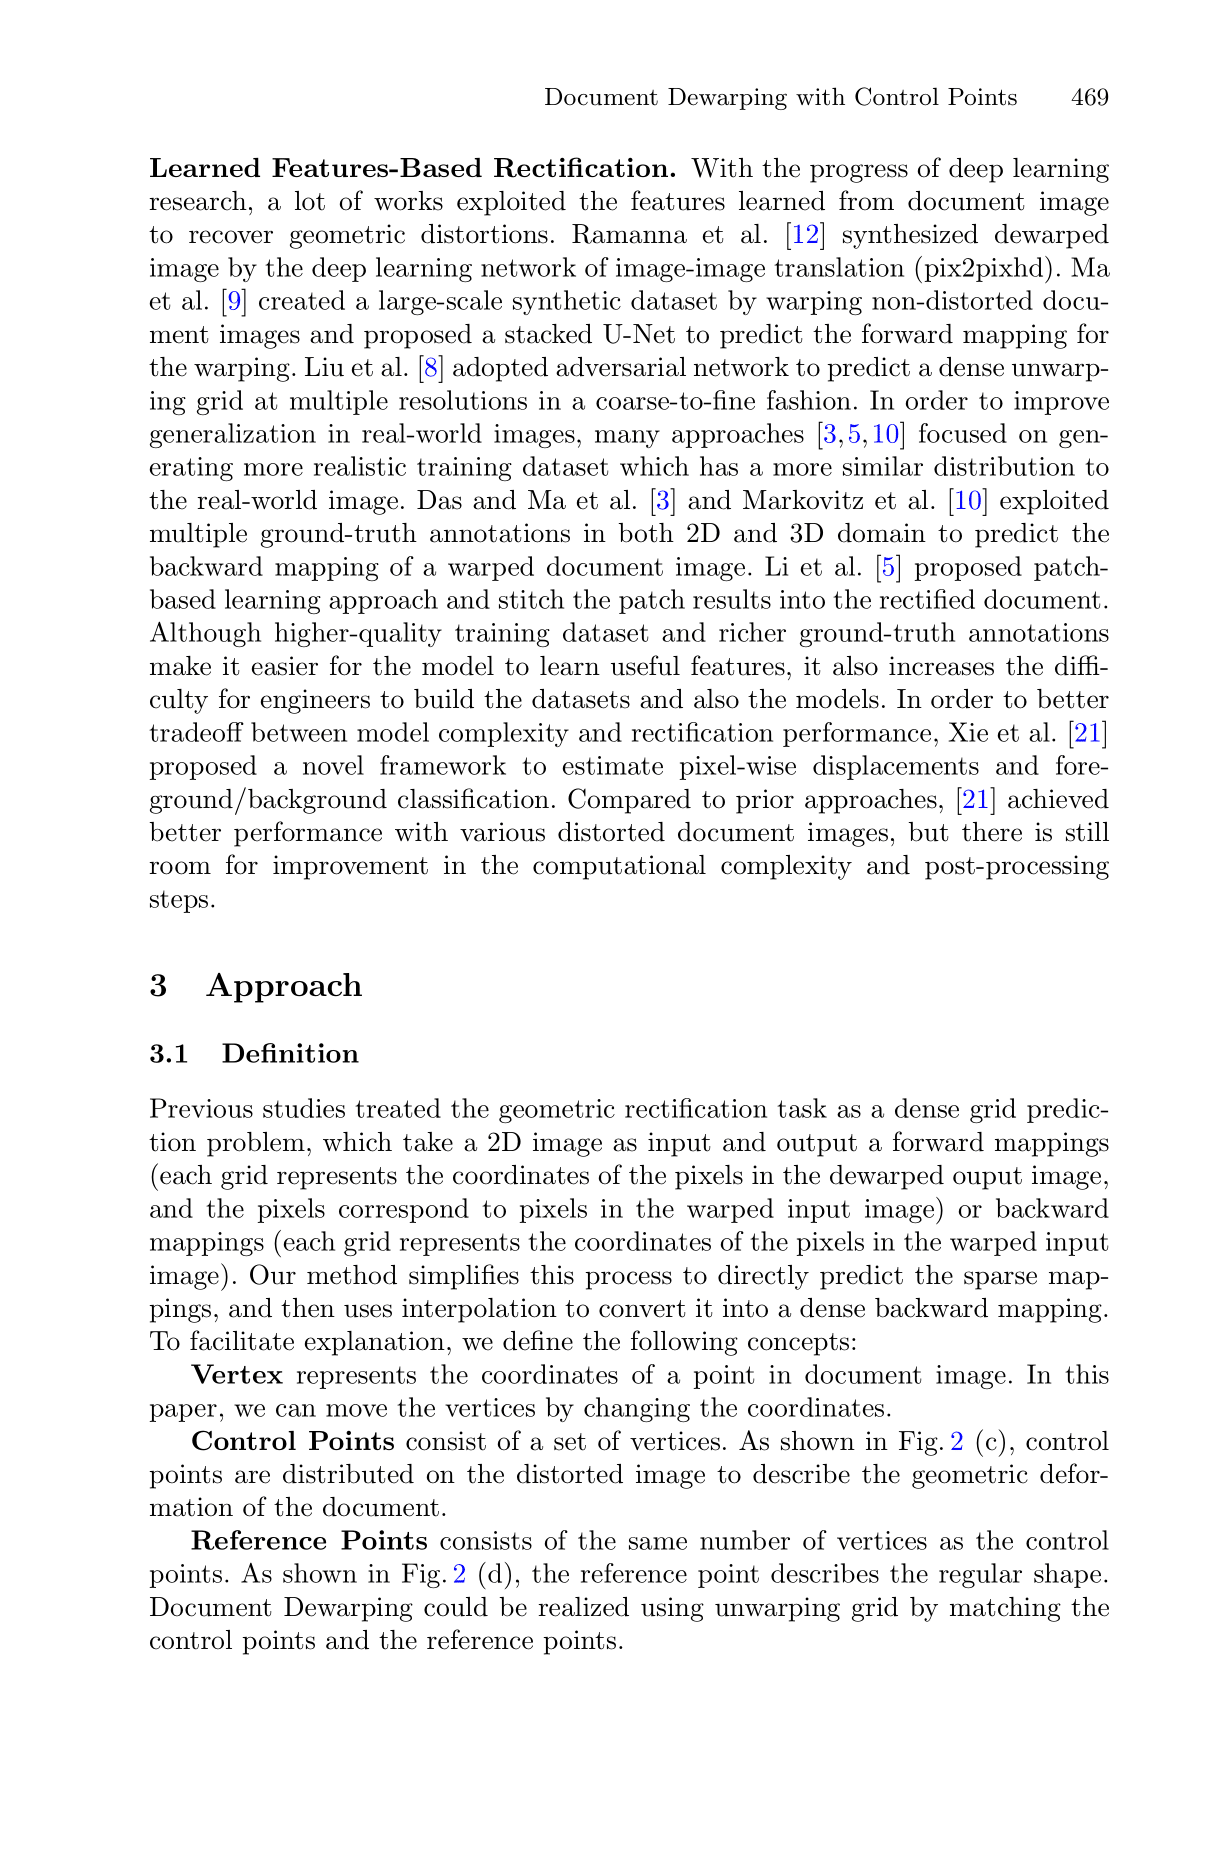 Document Dewarping with Control Points 469
Learned Features-Based Rectification. With the progress of deep learning
research, a lot of works exploited the features learned from document image
to recover geometric distortions. Ramanna et al. [12] synthesized dewarped
image by the deep learning network of image-image translation (pix2pixhd). Ma
et al. [9] created a large-scale synthetic dataset by warping non-distorted docu-
ment images and proposed a stacked U-Net to predict the forward mapping for
the warping. Liu et al. [8] adopted adversarial network to predict a dense unwarp-
ing grid at multiple resolutions in a coarse-to-fine fashion. In order to improve
generalization in real-world images, many approaches [3,5,10] focused on gen-
erating more realistic training dataset which has a more similar distribution to
the real-world image. Das and Ma et al. [3] and Markovitz et al. [10] exploited
multiple ground-truth annotations in both 2D and 3D domain to predict the
backward mapping of a warped document image. Li et al. [5] proposed patch-
based learning approach and stitch the patch results into the rectified document.
Although higher-quality training dataset and richer ground-truth annotations
make it easier for the model to learn useful features, it also increases the diffi-
culty for engineers to build the datasets and also the models. In order to better
tradeoff between model complexity and rectification performance, Xie et al. [21]
proposed a novel framework to estimate pixel-wise displacements and fore-
ground/background classification. Compared to prior approaches, [21] achieved
better performance with various distorted document images, but there is still
room for improvement in the computational complexity and post-processing
steps.
3 Approach
3.1 Definition
Previous studies treated the geometric rectification task as a dense grid predic-
tion problem, which take a 2D image as input and output a forward mappings
(each grid represents the coordinates of the pixels in the dewarped ouput image,
and the pixels correspond to pixels in the warped input image) or backward
mappings (each grid represents the coordinates of the pixels in the warped input
image). Our method simplifies this process to directly predict the sparse map-
pings, and then uses interpolation to convert it into a dense backward mapping.
To facilitate explanation, we define the following concepts:
Vertex represents the coordinates of a point in document image. In this
paper, we can move the vertices by changing the coordinates.
Control Points consist of a set of vertices. As shown in Fig. 2 (c), control
points are distributed on the distorted image to describe the geometric defor-
mation of the document.
Reference Points consists of the same number of vertices as the control
points. As shown in Fig. 2 (d), the reference point describes the regular shape.
Document Dewarping could be realized using unwarping grid by matching the
control points and the reference points.